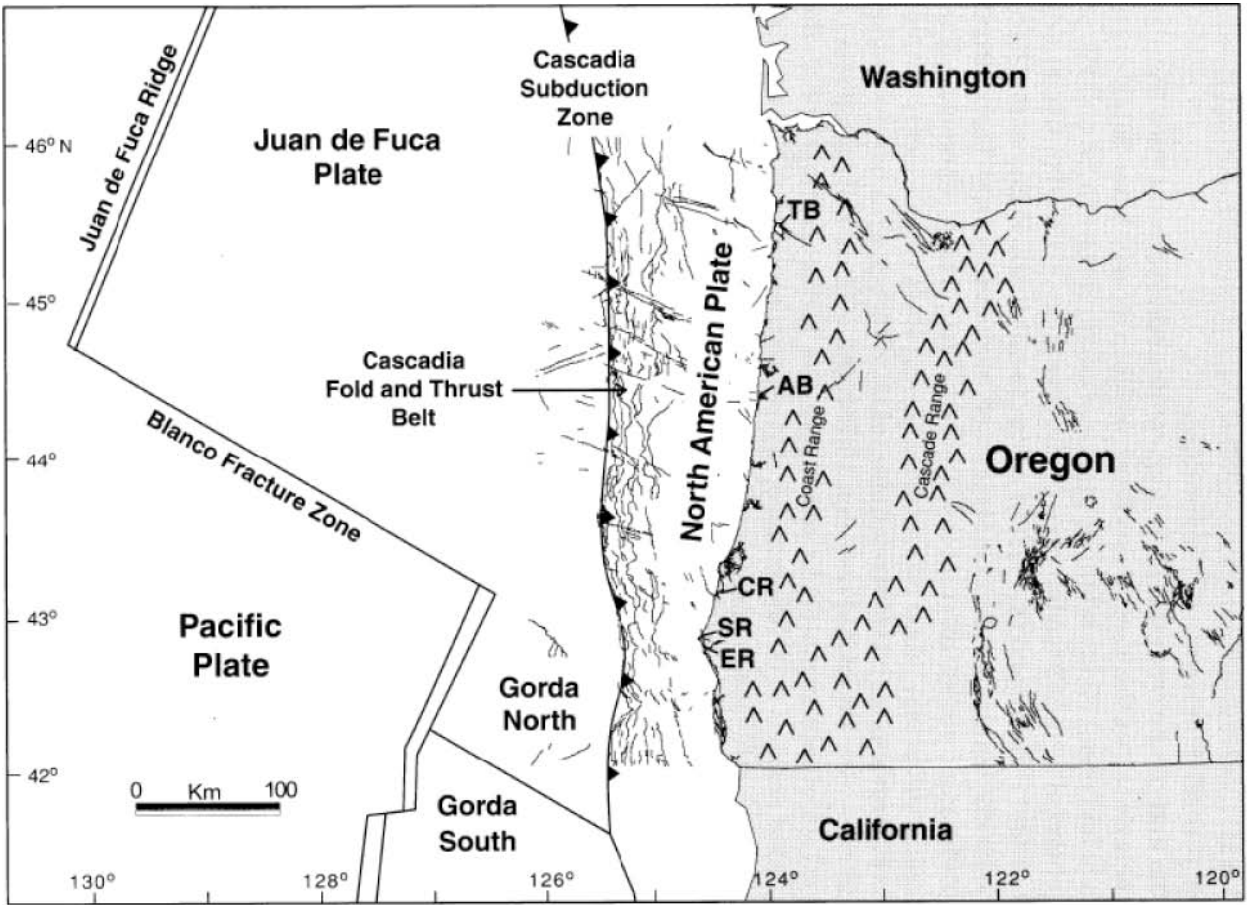 Juan de Fuca Ridge
Juan de Fuca
Plate
Cascadia
Subduction
Zone
Washington
46° N
TB
45°
North American Plate
Cascadia
Fold and Thrust
Belt
AB
Coast Range
Cascade Range
Blanco Fracture Zone
44°
Oregon
CR
43°
SR
ER
Pacific
Plate
Gorda
North
42°
0 Km 100
Gorda
South
California
130° 128° 126° 124° 122° 120°